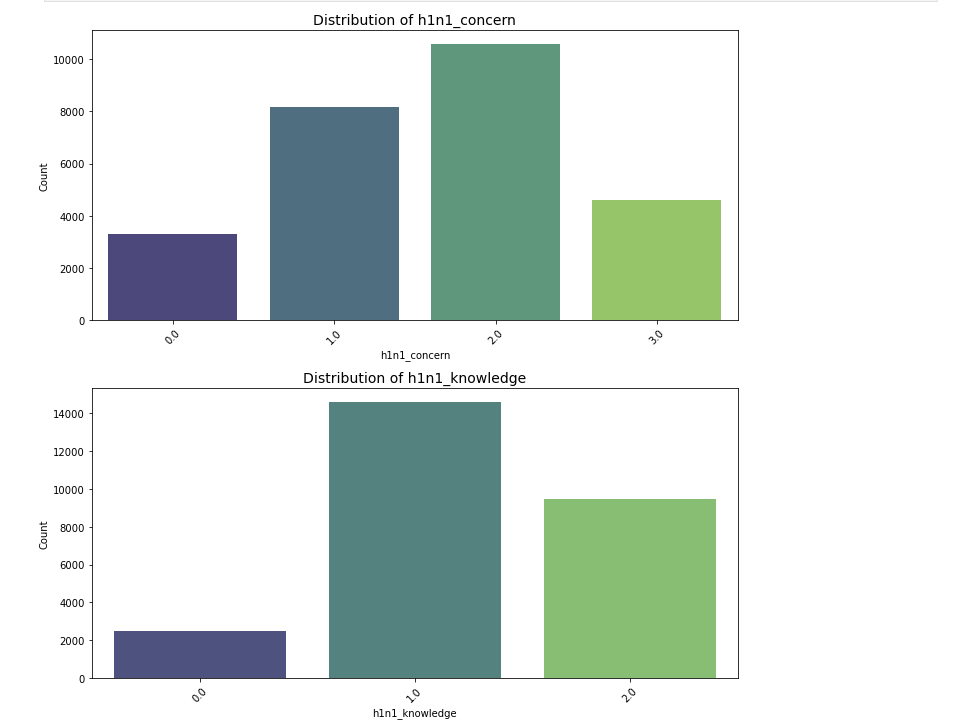 Distribution of h1n1_concern
10000
8000
6000
4000
2000
0
Count
0.0 1.0 2.0 3.0
h1n1_concern
Distribution of h1n1_knowledge
14000
12000
10000
8000
6000
4000
2000
0
Count
0.0 1.0 2.0
h1n1_knowledge